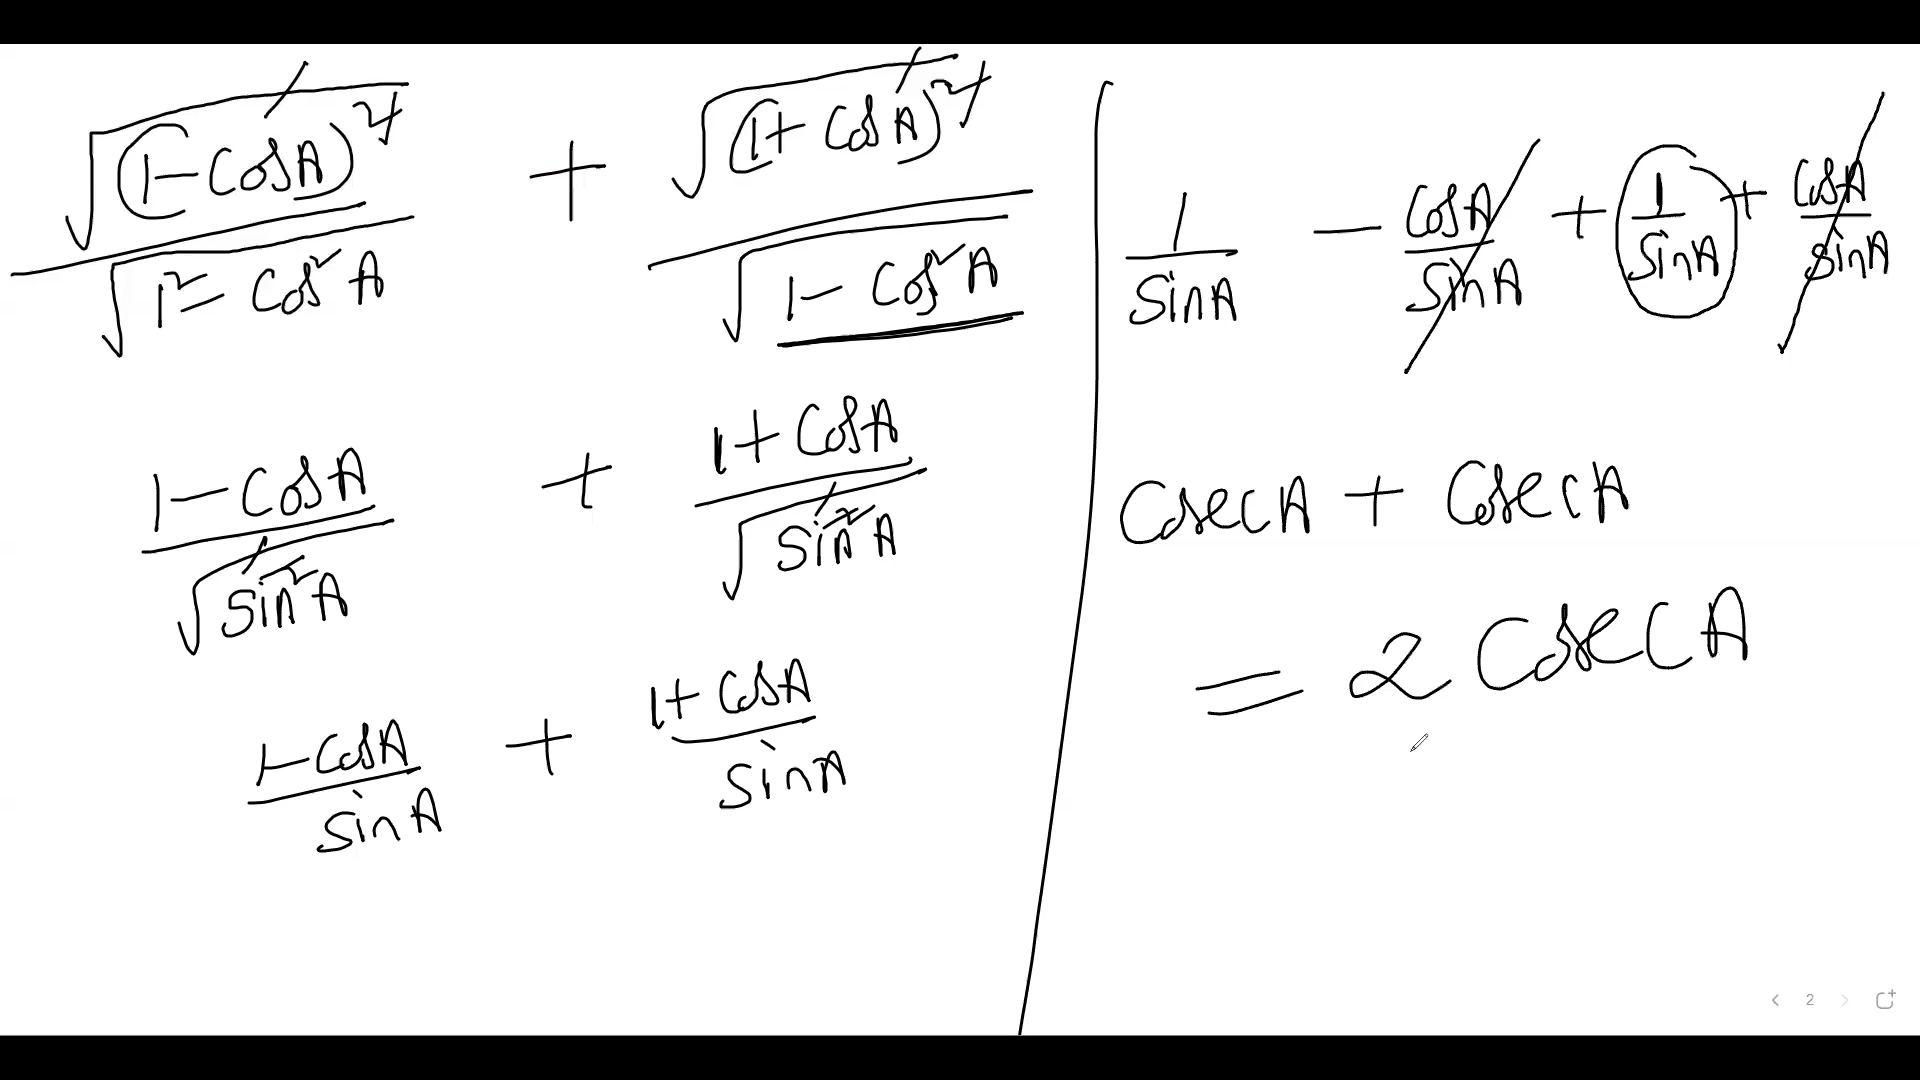 √(1-CosA)² / √1²-Cos²A + √(1+CosA)² / √1-Cos²A
1-CosA / √Sin²A + 1+CosA / √Sin²A
1-CosA / SinA + 1+CosA / SinA
1/SinA - CosA/SinA + 1/SinA + CosA/SinA
CosecA + CosecA
= 2 CosecA
2